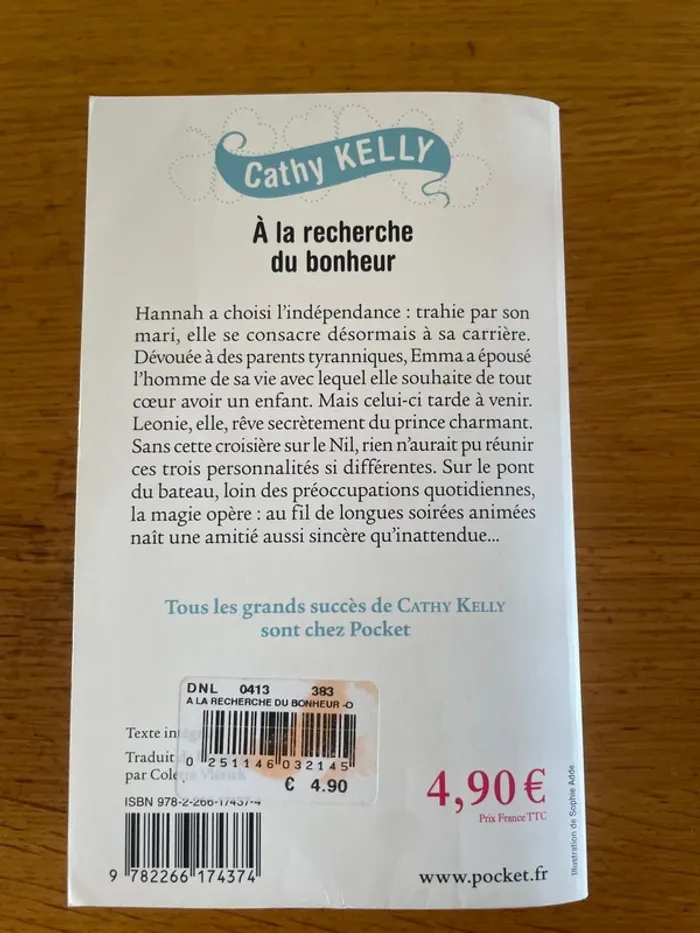 Cathy KELLY
À la recherche
du bonheur
Hannah a choisi l'indépendance : trahie par son
mari, elle se consacre désormais à sa carrière.
Dévouée à des parents tyranniques, Emma a épousé
l'homme de sa vie avec lequel elle souhaite de tout
cœur avoir un enfant. Mais celui-ci tarde à venir.
Leonie, elle, rêve secrètement du prince charmant.
Sans cette croisière sur le Nil, rien n'aurait pu réunir
ces trois personnalités si différentes. Sur le pont
du bateau, loin des préoccupations quotidiennes,
la magie opère : au fil de longues soirées animées
naît une amitié aussi sincère qu'inattendue...
Tous les grands succès de CATHY KELLY
sont chez Pocket
DNL 0413 383
A LA RECHERCHE DU BONHEUR -O
0 251146 032145
€ 4.90
Texte
Traduit
par
ISBN 978-2-266-17437-4
9 782266 174374
4,90 €
Prix France TTC
www.pocket.fr
Illustration de Sophie Adde.